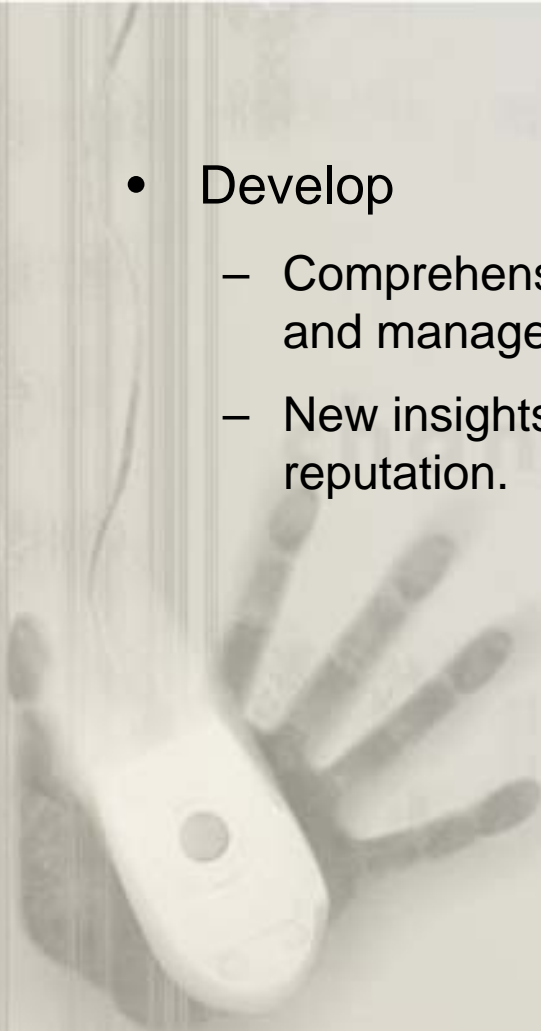 • Develop
– Comprehens
and manage
– New insights
reputation.